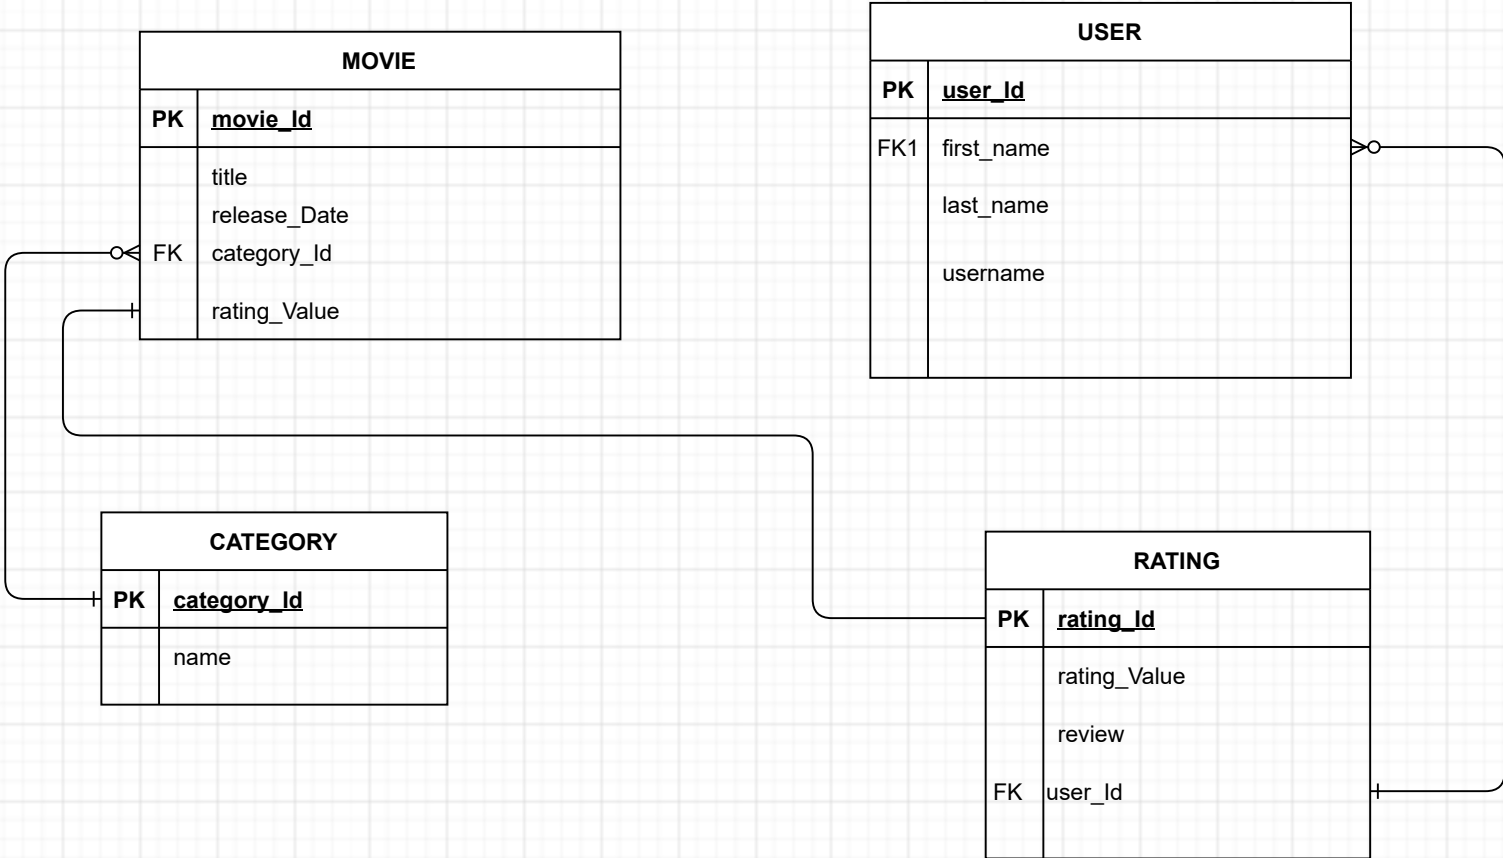 MOVIE
PK movie_Id
title
release_Date
FK category_Id
rating_Value
USER
PK user_Id
FK1 first_name
last_name
username
CATEGORY
PK category_Id
name
RATING
PK rating_Id
rating_Value
review
FK user_Id